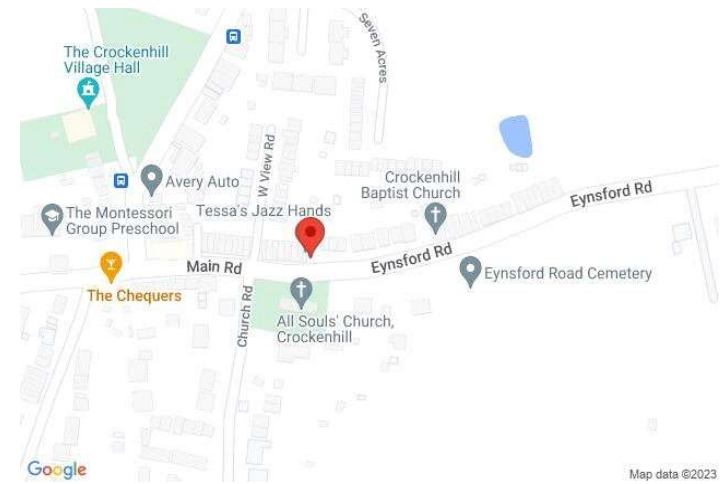 Seven Acres
The Crockenhill
Village Hall
W View Rd
Avery Auto
Crockenhill
Baptist Church
Eynsford Rd
The Montessori
Group Preschool
Tessa's Jazz Hands
Main Rd
Eynsford Rd
Eynsford Road Cemetery
The Chequers
Church Rd
All Souls' Church,
Crockenhill
Google
Map data ©2023